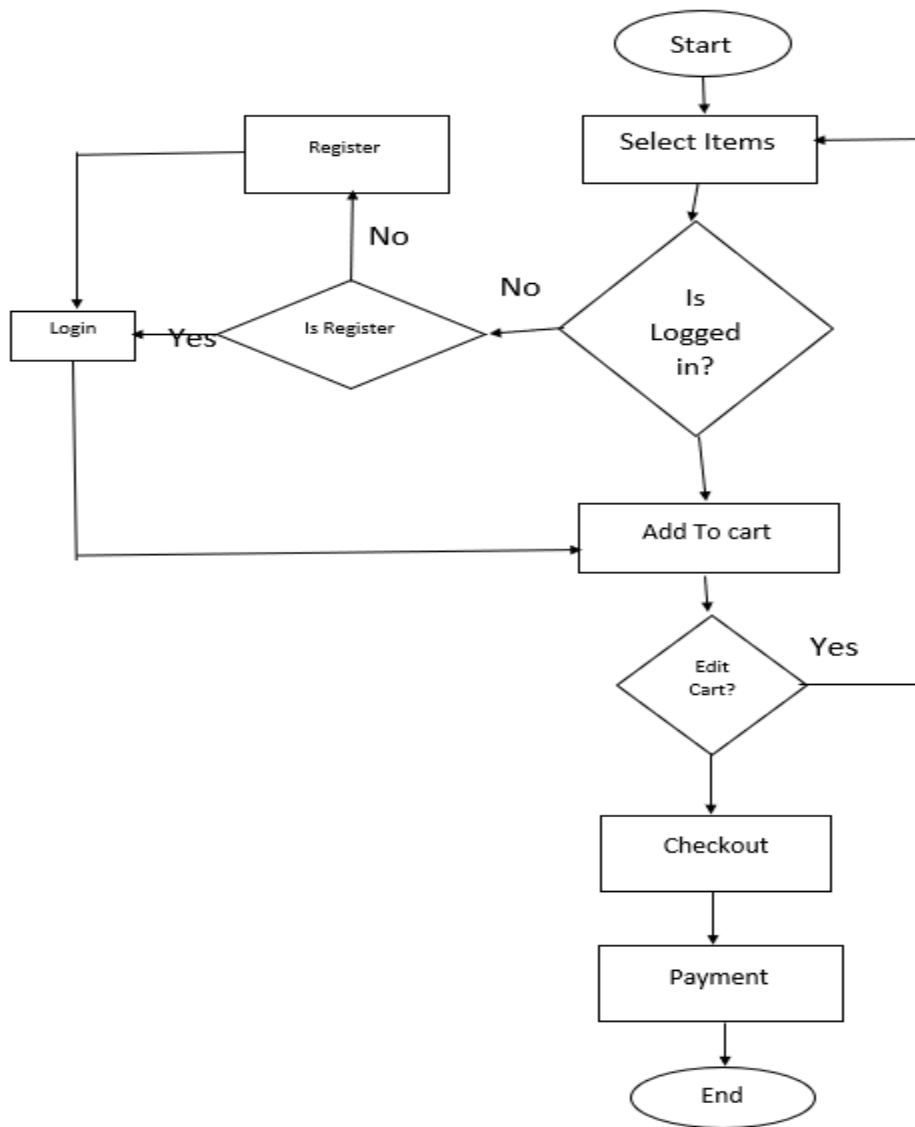 Start
Select Items
Register
No
No
Is
Logged
in?
Is Register
Yes
Login
Add To cart
Yes
Edit
Cart?
Checkout
Payment
End